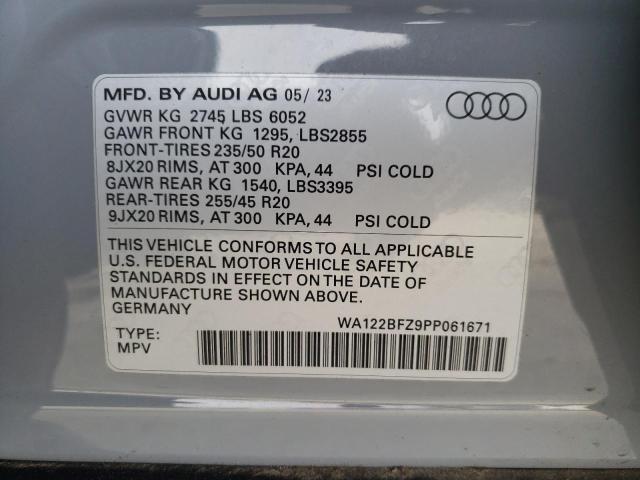 MFD. BY AUDI AG 05/ 23
GVWR KG 2745 LBS 6052
GAWR FRONT KG 1295, LBS2855
FRONT-TIRES 235/50 R20
8JX20 RIMS, AT 300 KPA, 44 PSI COLD
GAWR REAR KG 1540, LBS3395
REAR-TIRES 255/45 R20
9JX20 RIMS, AT 300 KPA, 44 PSI COLD
THIS VEHICLE CONFORMS TO ALL APPLICABLE
U.S. FEDERAL MOTOR VEHICLE SAFETY
STANDARDS IN EFFECT ON THE DATE OF
MANUFACTURE SHOWN ABOVE.
GERMANY
WA122BFZ9PP061671
TYPE:
MPV